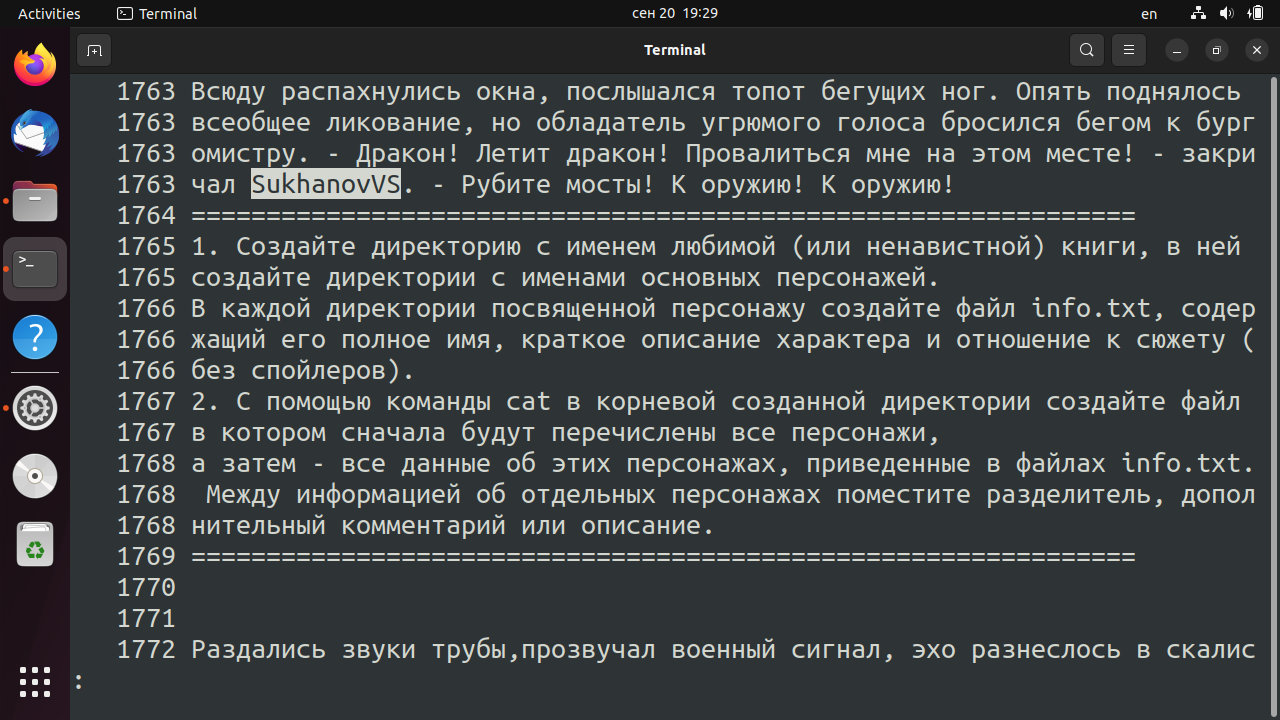 Activities
Terminal
сен 20 19:29
en
Terminal
1763 Всюду распахнулись окна, послышался топот бегущих ног. Опять поднялось
1763 всеобщее ликование, но обладатель угрюмого голоса бросился бегом к бург
1763 омистру. - Дракон! Летит дракон! Провалиться мне на этом месте! - закри
1763 чал SukhanovVS. - Рубите мосты! К оружию! К оружию!
1764 ===============================================================
1765 1. Создайте директорию с именем любимой (или ненавистной) книги, в ней
1765 создайте директории с именами основных персонажей.
1766 В каждой директории посвященной персонажу создайте файл info.txt, содер
1766 жащий его полное имя, краткое описание характера и отношение к сюжету (
1766 без спойлеров).
1767 2. С помощью команды cat в корневой созданной директории создайте файл
1767 в котором сначала будут перечислены все персонажи,
1768 а затем - все данные об этих персонажах, приведенные в файлах info.txt.
1768  Между информацией об отдельных персонажах поместите разделитель, допол
1768 нительный комментарий или описание.
1769 ===============================================================
1770
1771
1772 Раздались звуки трубы,прозвучал военный сигнал, эхо разнеслось в скалис
: